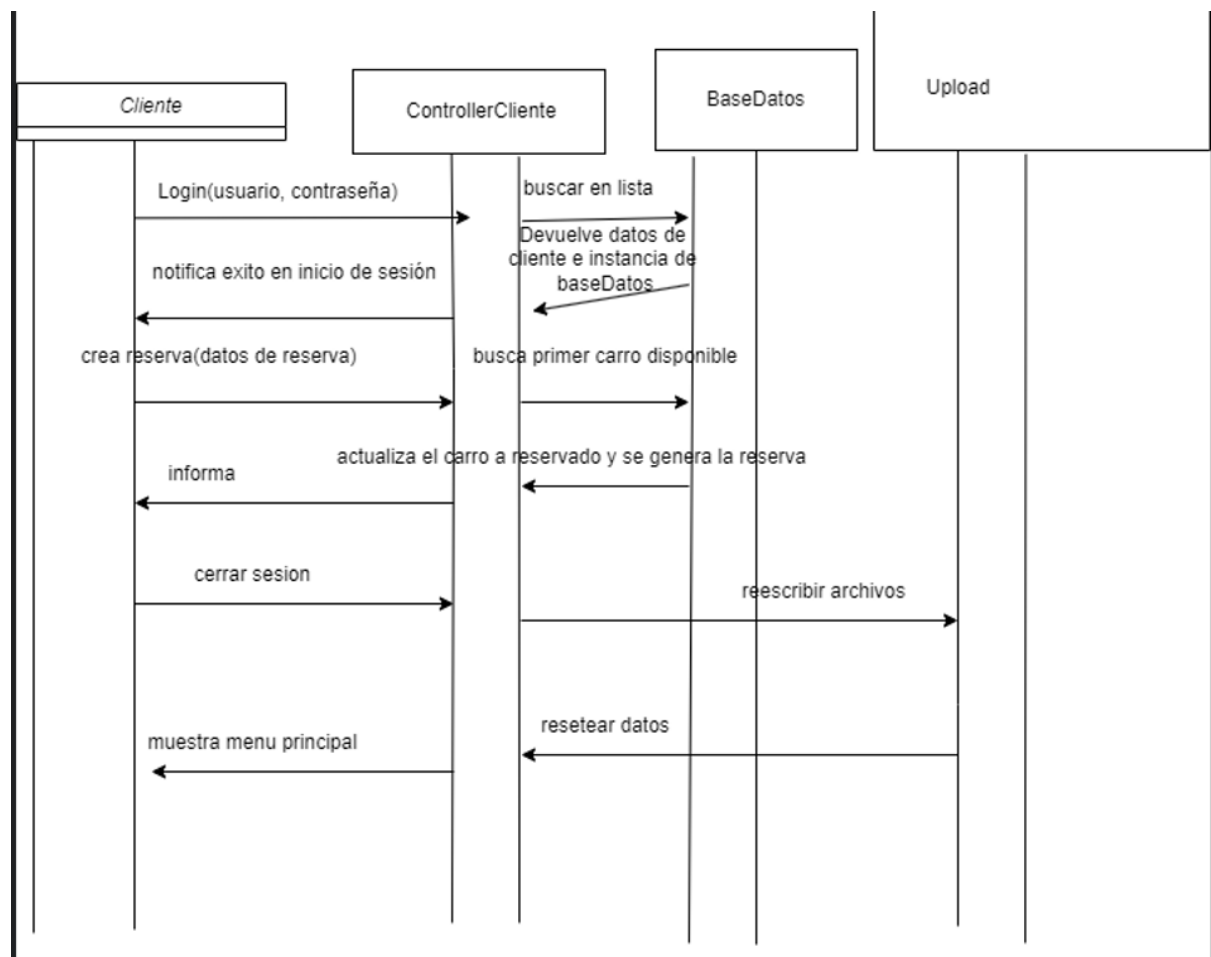 Cliente
ControllerCliente
BaseDatos
Upload
Login(usuario, contraseña)
buscar en lista
Devuelve datos de
cliente e instancia de
baseDatos
notifica exito en inicio de sesión
crea reserva(datos de reserva)
busca primer carro disponible
actualiza el carro a reservado y se genera la reserva
informa
cerrar sesion
reescribir archivos
resetear datos
muestra menu principal